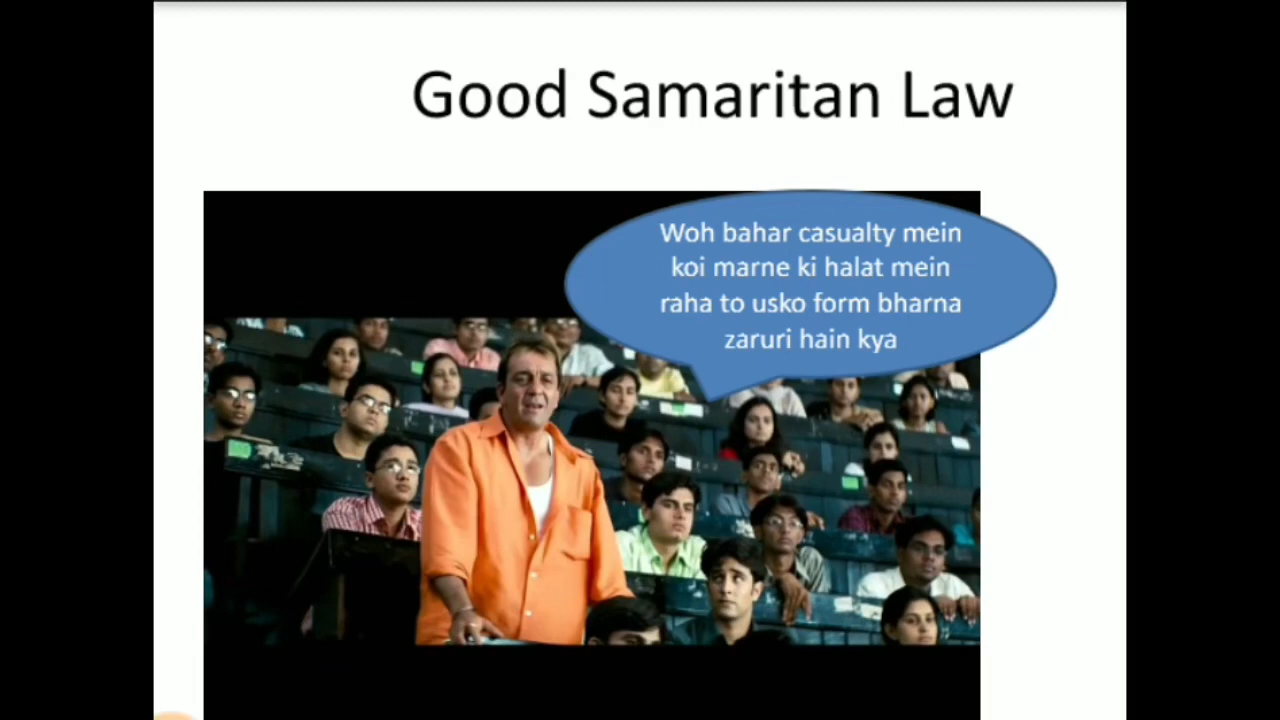 Good Samaritan Law
Woh bahar casualty mein
koi marne ki halat mein
raha to usko form bharna
zaruri hain kya